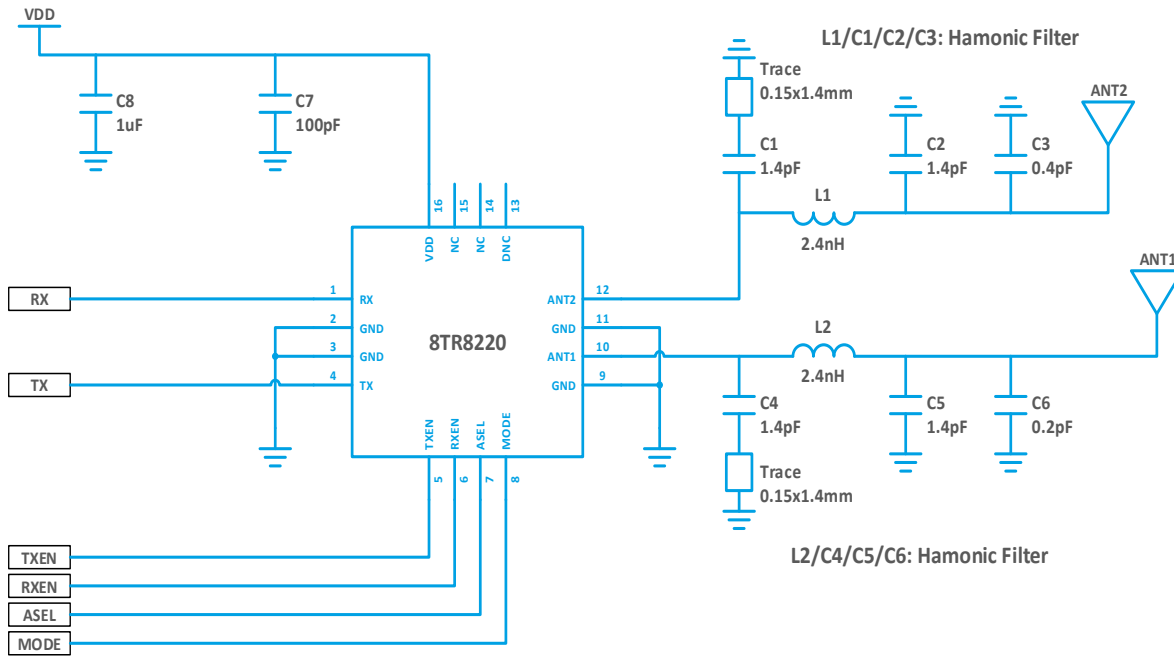 VDD
L1/C1/C2/C3: Hamonic Filter
C8
1uF
C7
100pF
Trace
0.15x1.4mm
C1
1.4pF
C2
1.4pF
C3
0.4pF
ANT2
L1
2.4nH
16
15
14
13
VDD
NC
NC
DNC
RX
1
RX
2
GND
3
GND
TX
4
TX
8TR8220
ANT2
12
GND
11
ANT1
10
GND
9
ANT1
L2
2.4nH
C4
1.4pF
C5
1.4pF
C6
0.2pF
Trace
0.15x1.4mm
TXEN
RXEN
ASEL
MODE
5
6
7
8
L2/C4/C5/C6: Hamonic Filter
TXEN
RXEN
ASEL
MODE